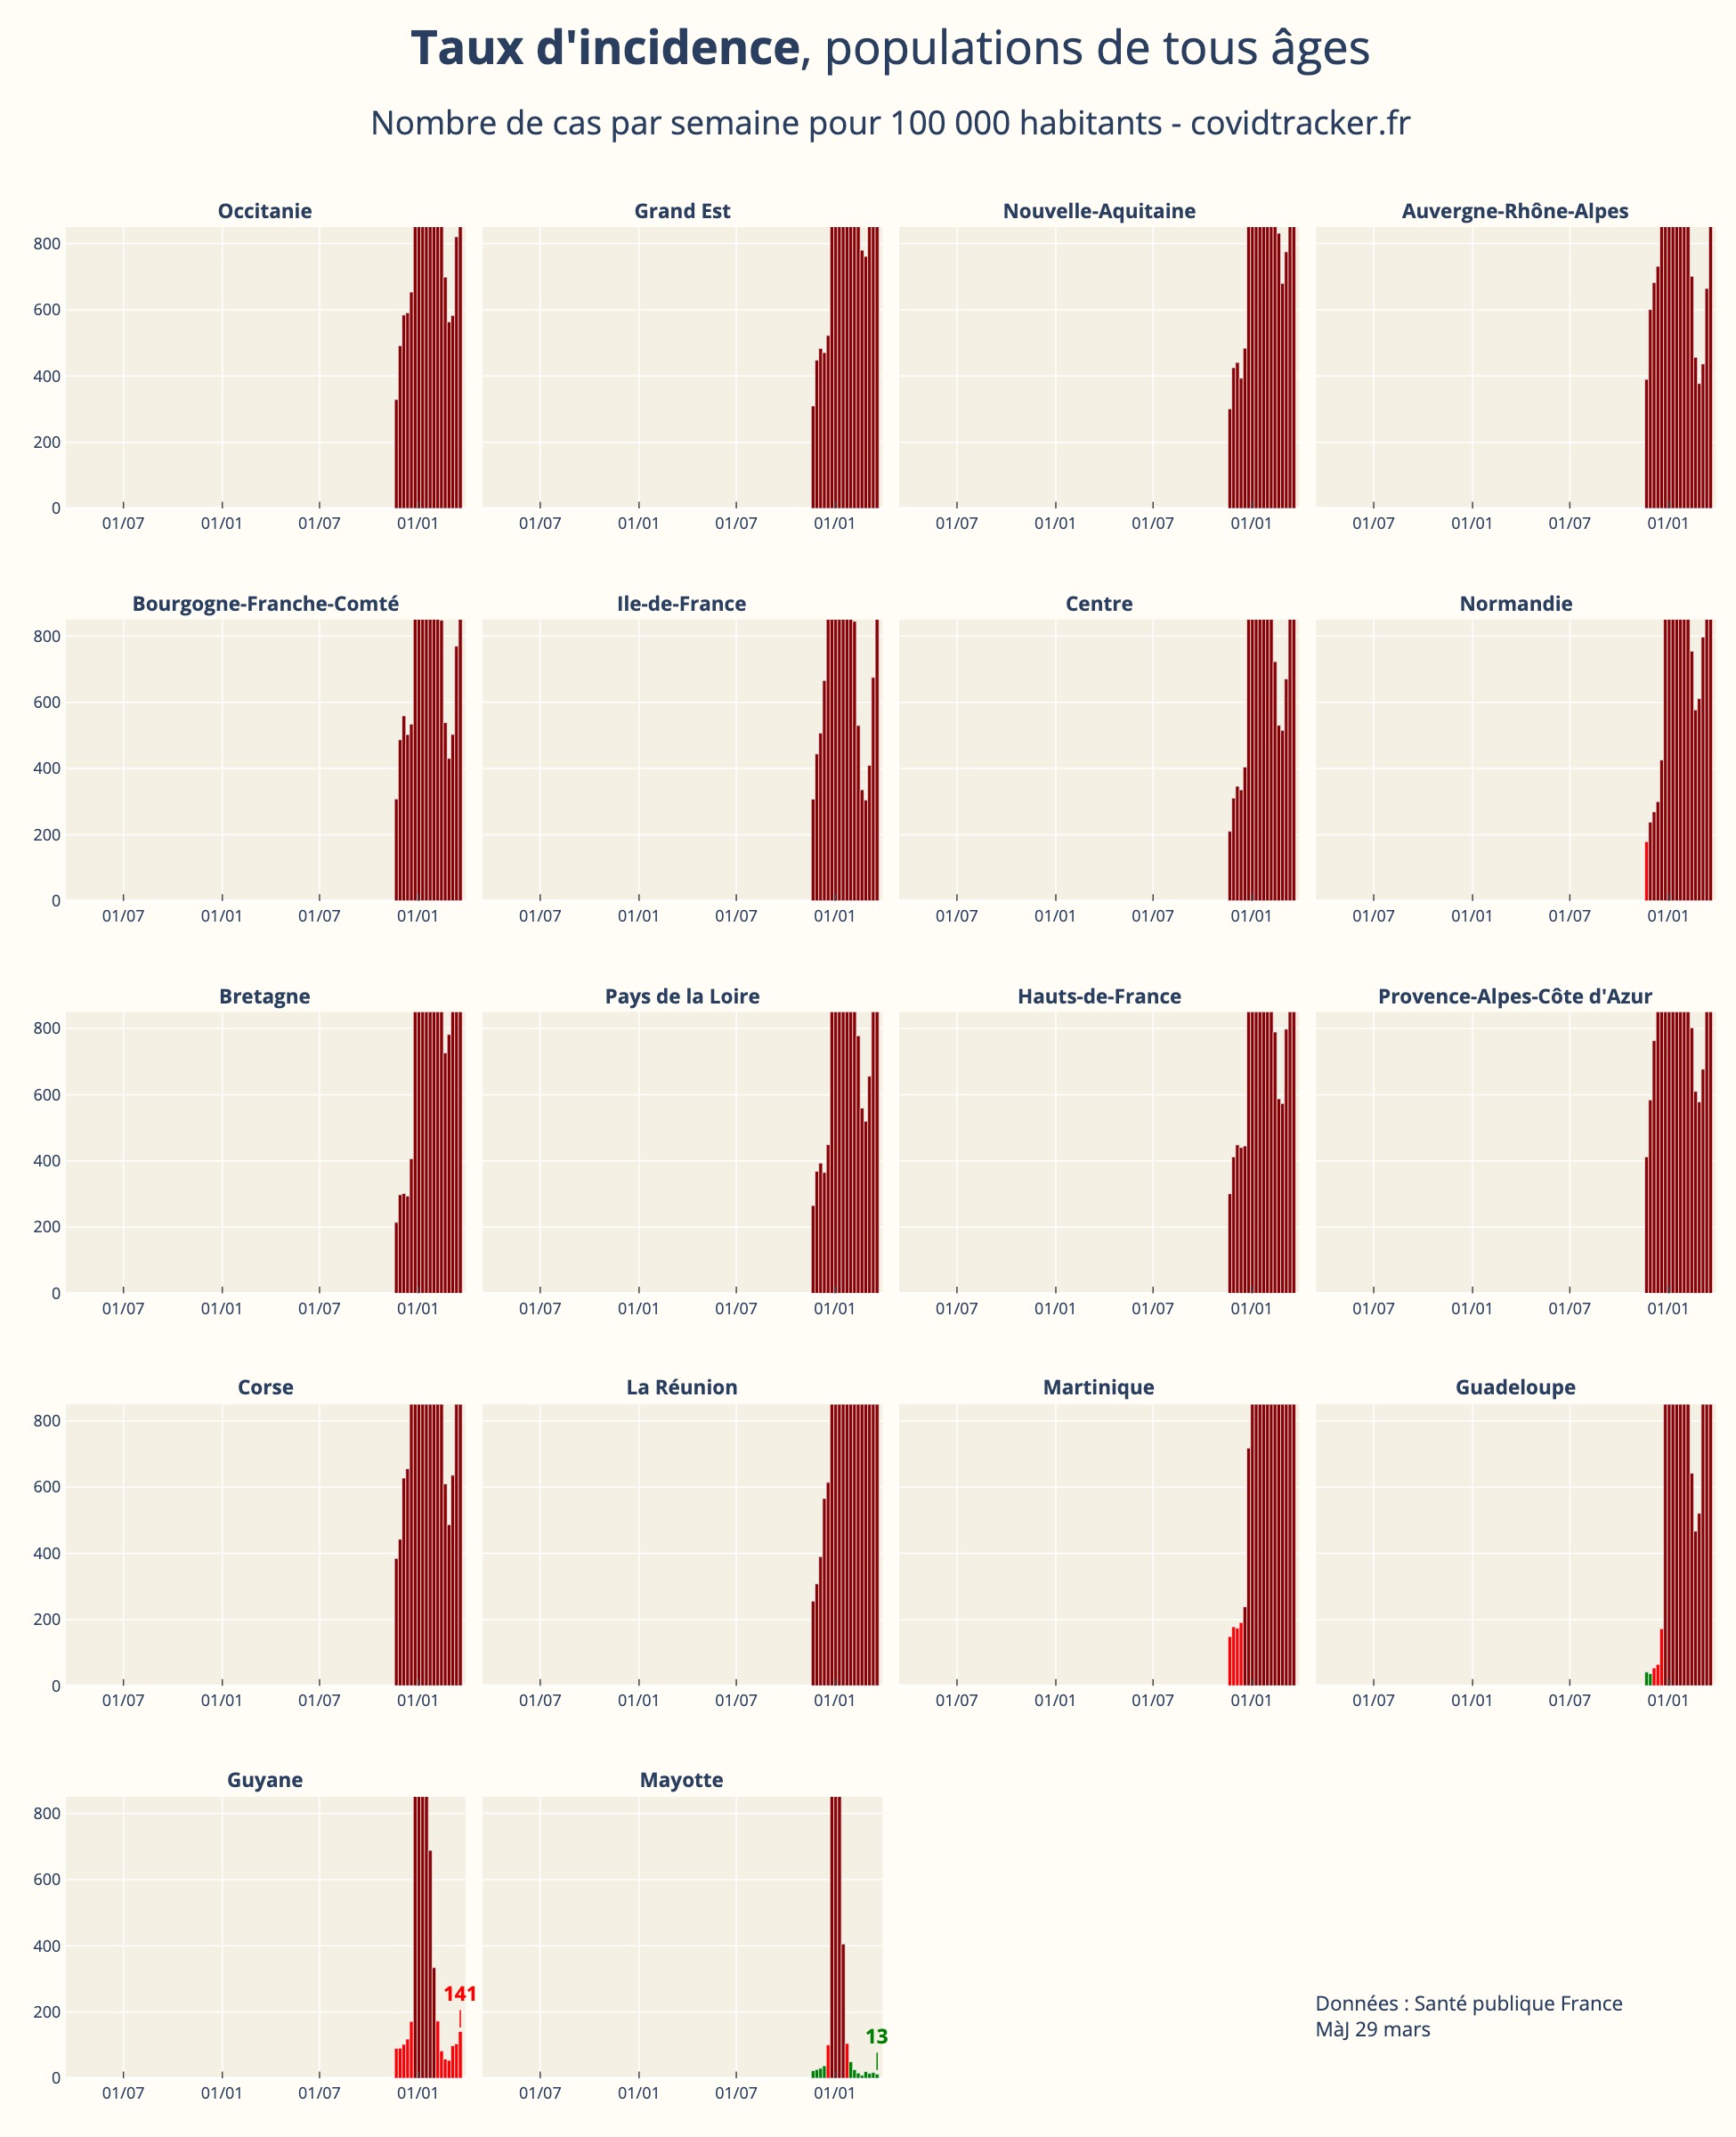 Taux d'incidence, populations de tous âges
Nombre de cas par semaine pour 100 000 habitants - covidtracker.fr
Occitanie
Grand Est
Nouvelle-Aquitaine
Auvergne-Rhône-Alpes
800
600
400
200
0
01/07 01/01 01/07 01/01
01/07 01/01 01/07 01/01
01/07 01/01 01/07 01/01
01/07 01/01 01/07 01/01
Bourgogne-Franche-Comté
Ile-de-France
Centre
Normandie
800
600
400
200
0
01/07 01/01 01/07 01/01
01/07 01/01 01/07 01/01
01/07 01/01 01/07 01/01
01/07 01/01 01/07 01/01
Bretagne
Pays de la Loire
Hauts-de-France
Provence-Alpes-Côte d'Azur
800
600
400
200
0
01/07 01/01 01/07 01/01
01/07 01/01 01/07 01/01
01/07 01/01 01/07 01/01
01/07 01/01 01/07 01/01
Corse
La Réunion
Martinique
Guadeloupe
800
600
400
200
0
01/07 01/01 01/07 01/01
01/07 01/01 01/07 01/01
01/07 01/01 01/07 01/01
01/07 01/01 01/07 01/01
Guyane
Mayotte
800
600
400
200
0
141
13
01/07 01/01 01/07 01/01
01/07 01/01 01/07 01/01
Données : Santé publique France
MàJ 29 mars